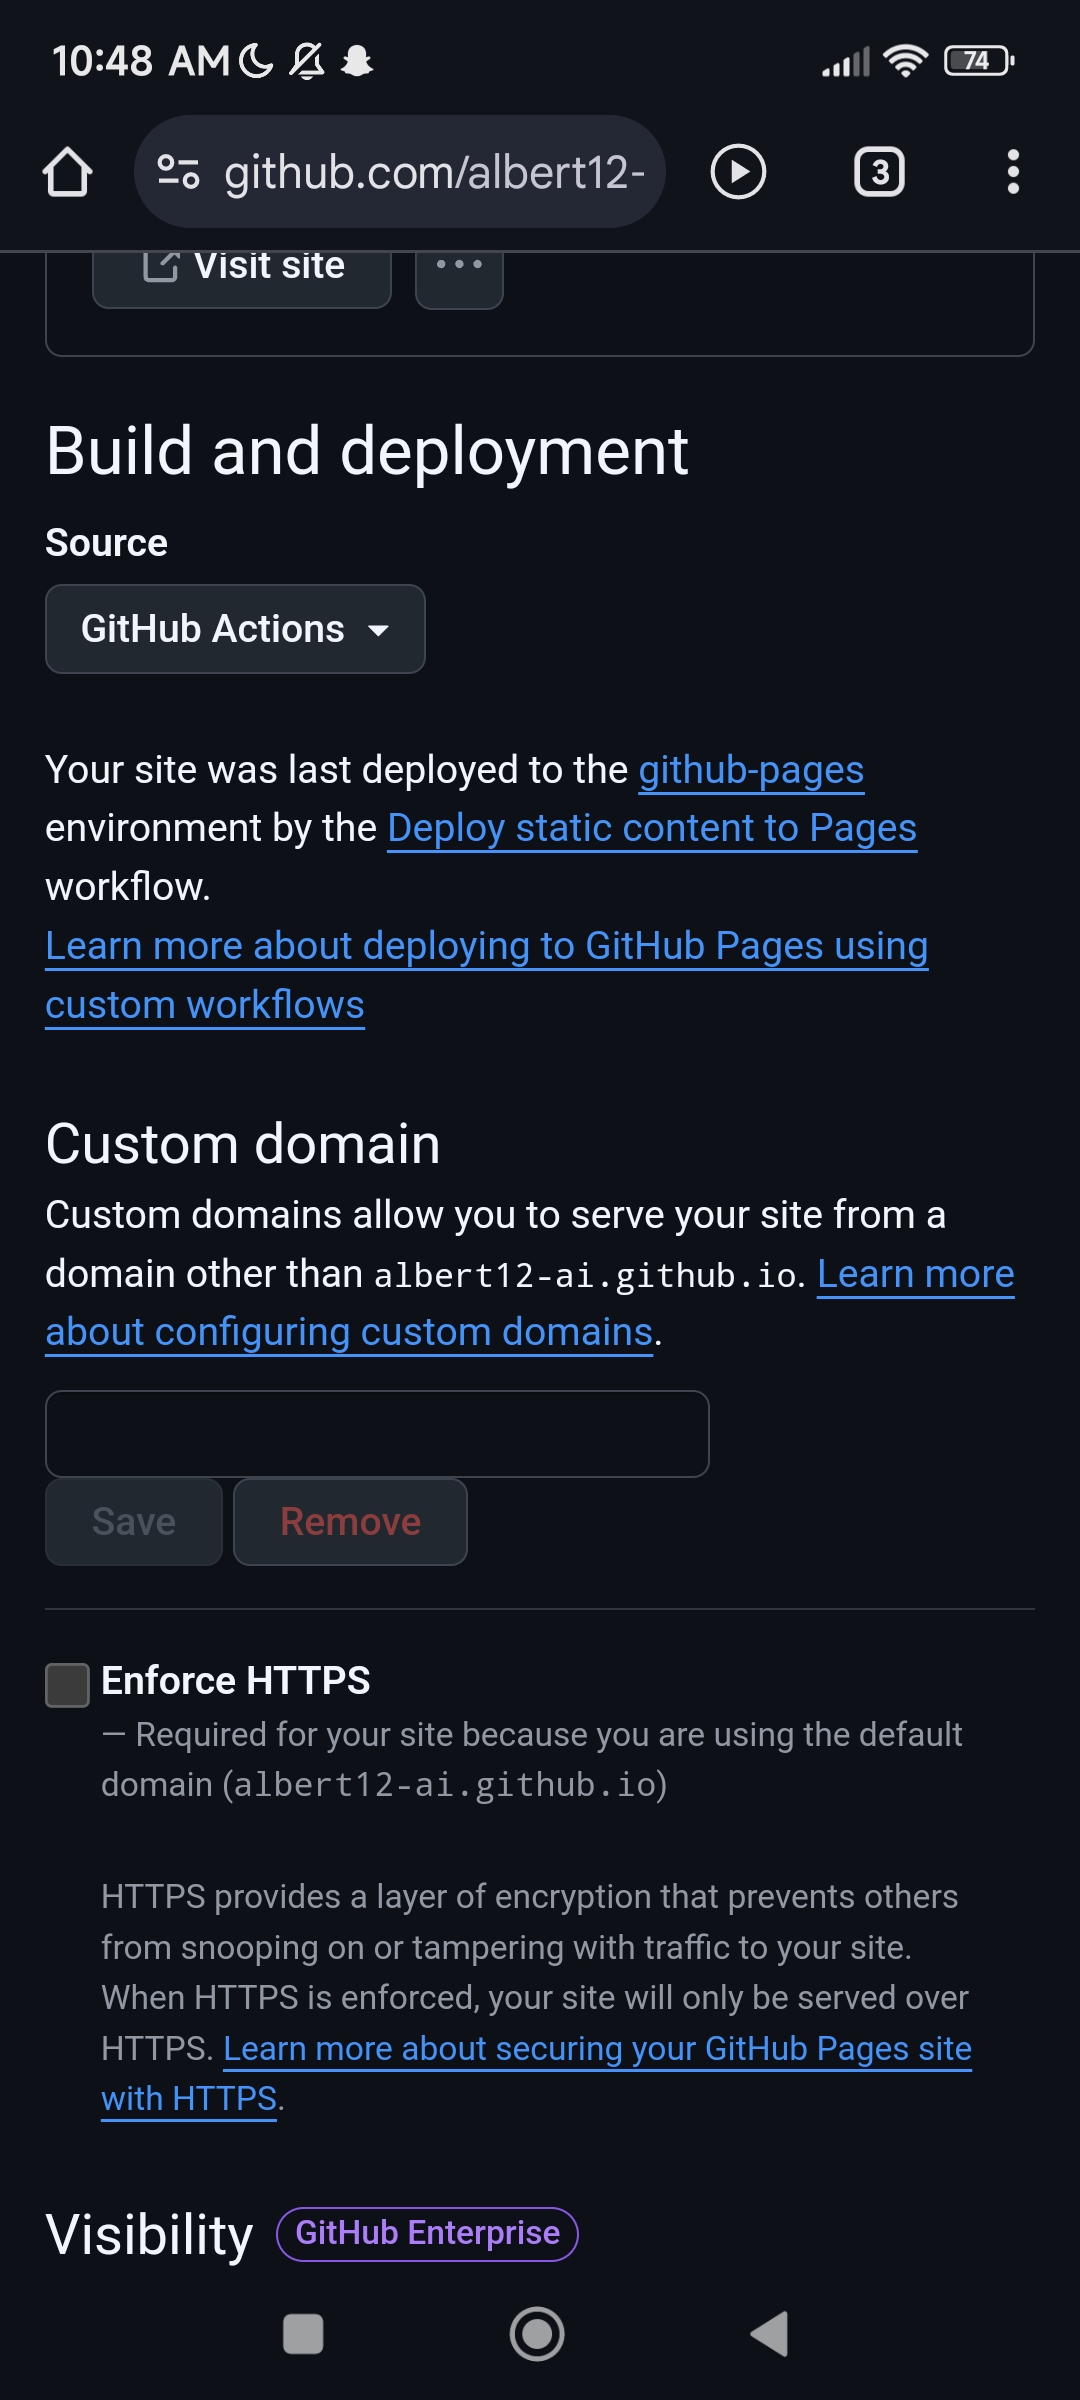 10:48 AM
74
github.com/albert12-
3
Visit site
Build and deployment
Source
GitHub Actions
Your site was last deployed to the github-pages
environment by the Deploy static content to Pages
workflow.
Learn more about deploying to GitHub Pages using
custom workflows
Custom domain
Custom domains allow you to serve your site from a
domain other than albert12-ai.github.io. Learn more
about configuring custom domains.
Save Remove
Enforce HTTPS
— Required for your site because you are using the default
domain (albert12-ai.github.io)
HTTPS provides a layer of encryption that prevents others
from snooping on or tampering with traffic to your site.
When HTTPS is enforced, your site will only be served over
HTTPS. Learn more about securing your GitHub Pages site
with HTTPS.
Visibility GitHub Enterprise